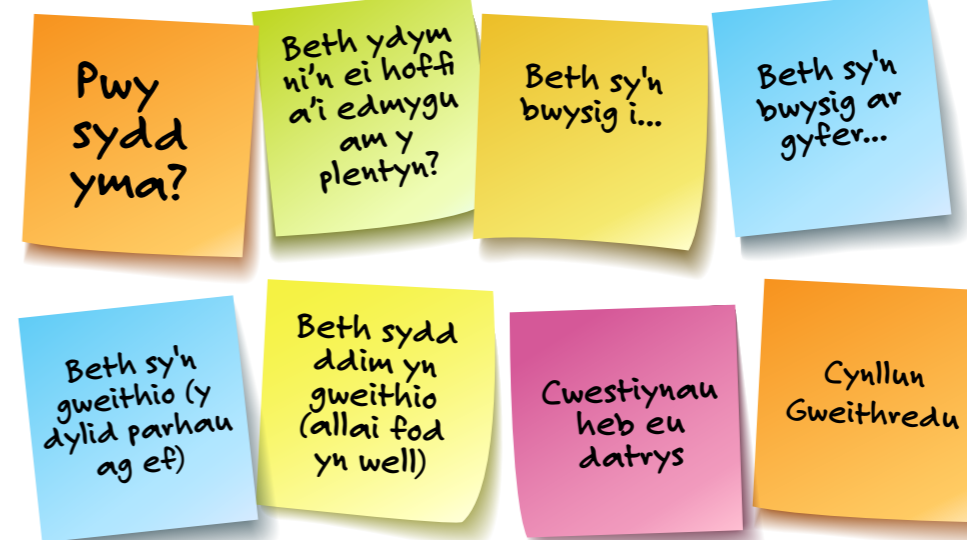 Pwy
sydd
yma?
Beth ydym
ni'n ei hoffi
a'i edmygu
am y
plentyn?
Beth sy'n
bwysig i...
Beth sy'n
bwysig ar
gyfer...
Beth sy'n
gweithio (y
dylid parhau
ag ef)
Beth sydd
ddim yn
gweithio
(allai fod
yn well)
Cwestiynau
heb eu
datrys
Cynllun
Gweithredu